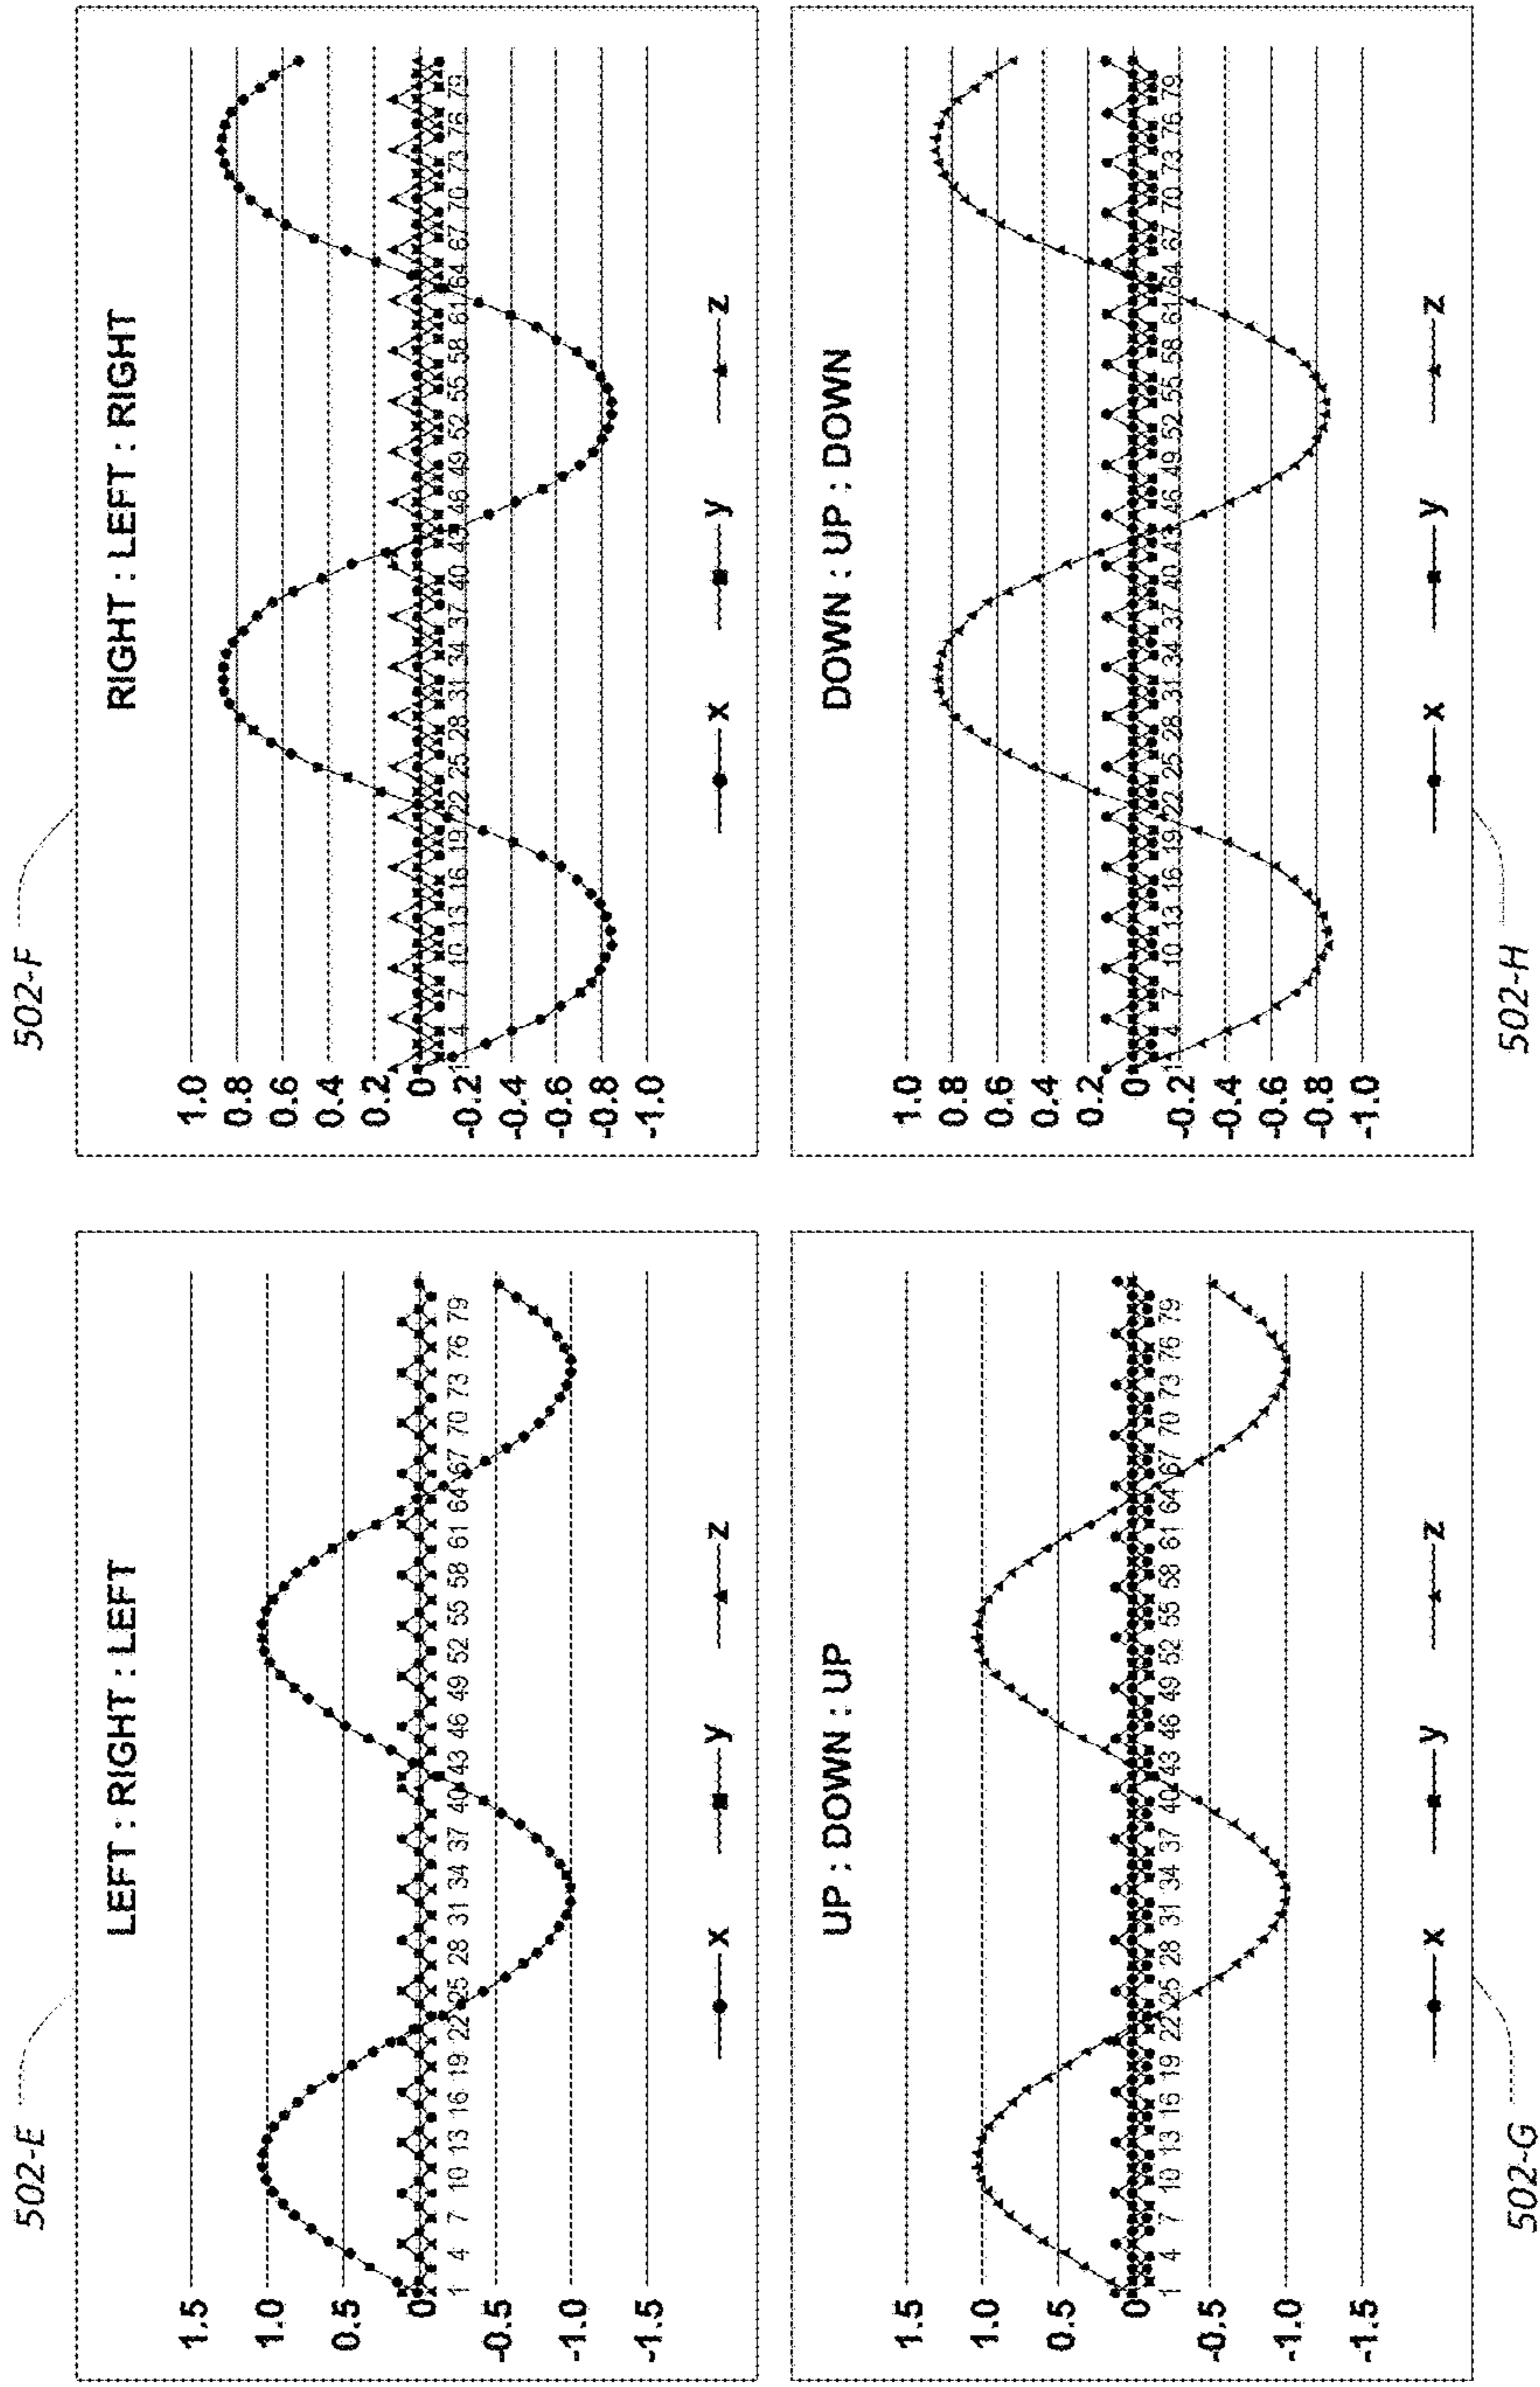 502-E
LEFT : RIGHT : LEFT
1.5
1.0
0.5
0
-0.5
-1.0
-1.5
1 4 7 10 13 16 19 22 25 28 31 34 37 40 43 46 49 52 55 58 61 64 67 70 73 76 79
x y z
502-F
RIGHT : LEFT : RIGHT
1.0
0.8
0.6
0.4
0.2
0
-0.2
-0.4
-0.6
-0.8
-1.0
1 4 7 10 13 16 19 22 25 28 31 34 37 40 43 46 49 52 55 58 61 64 67 70 73 76 79
x y z
502-G
UP : DOWN : UP
1.5
1.0
0.5
0
-0.5
-1.0
-1.5
1 4 7 10 13 16 19 22 25 28 31 34 37 40 43 46 49 52 55 58 61 64 67 70 73 76 79
x y z
502-H
DOWN : UP : DOWN
1.0
0.8
0.6
0.4
0.2
0
-0.2
-0.4
-0.6
-0.8
-1.0
1 4 7 10 13 16 19 22 25 28 31 34 37 40 43 46 49 52 55 58 61 64 67 70 73 76 79
x y z